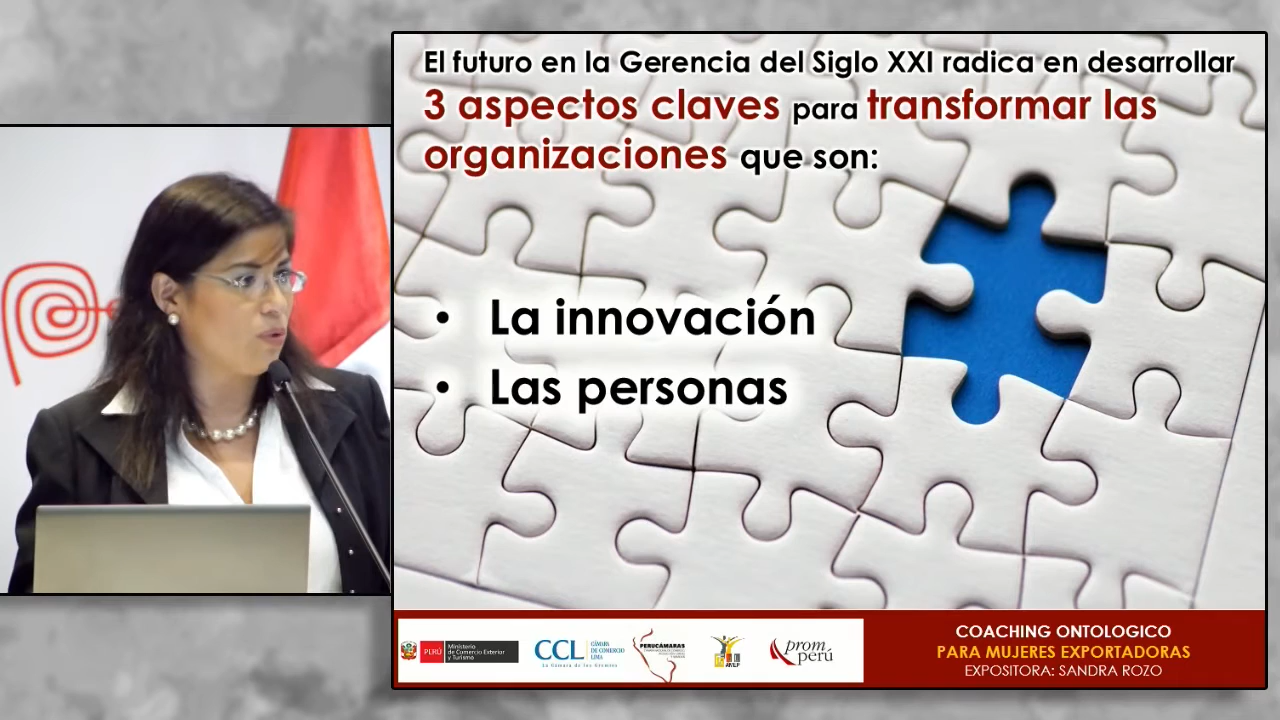 El futuro en la Gerencia del Siglo XXI radica en desarrollar
3 aspectos claves para transformar las
organizaciones que son:
• La innovación
• Las personas
PERÚ
Ministerio
de Comercio Exterior
y Turismo
CCL
CÁMARA
DE COMERCIO
LIMA
La Cámara de los Gremios
PERUCÁMARAS
prom
perú
COACHING ONTOLOGICO
PARA MUJERES EXPORTADORAS
EXPOSITORA: SANDRA ROZO